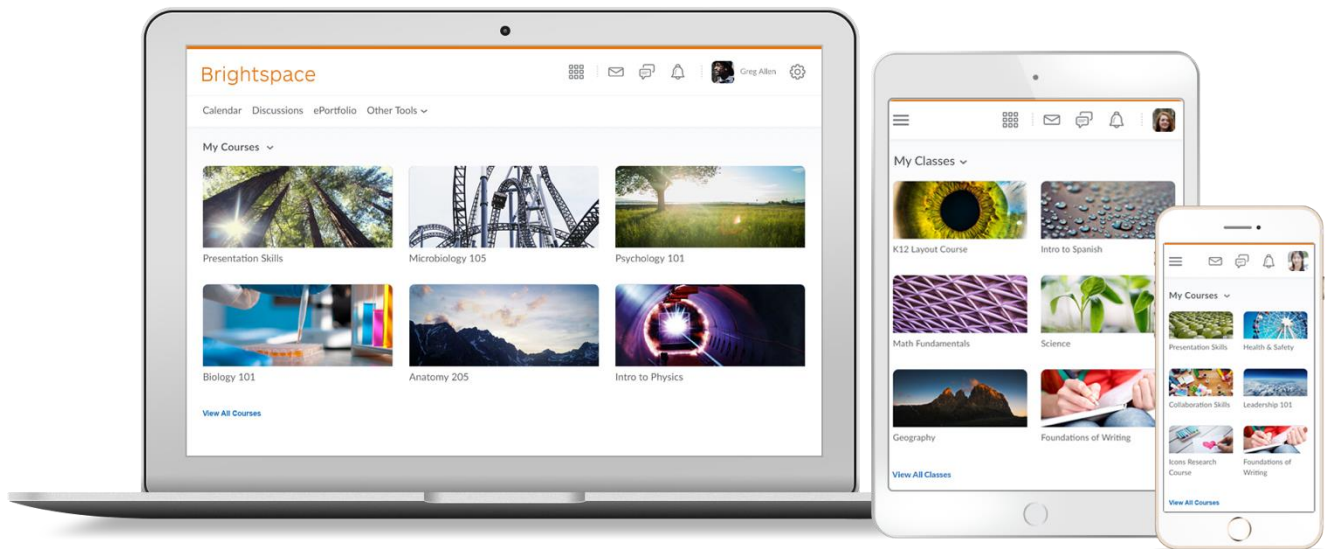 Brightspace
Greg Allen
Calendar Discussions ePortfolio Other Tools
My Courses
Presentation Skills Microbiology 105 Psychology 101
Biology 101 Anatomy 205 Intro to Physics
View All Courses
My Classes
K12 Layout Course Intro to Spanish
Math Fundamentals Science
Geography Foundations of Writing
View All Classes
My Courses
Presentation Skills Health & Safety
Collaboration Skills Leadership 101
Icons Research Course Foundations of Writing
View All Courses